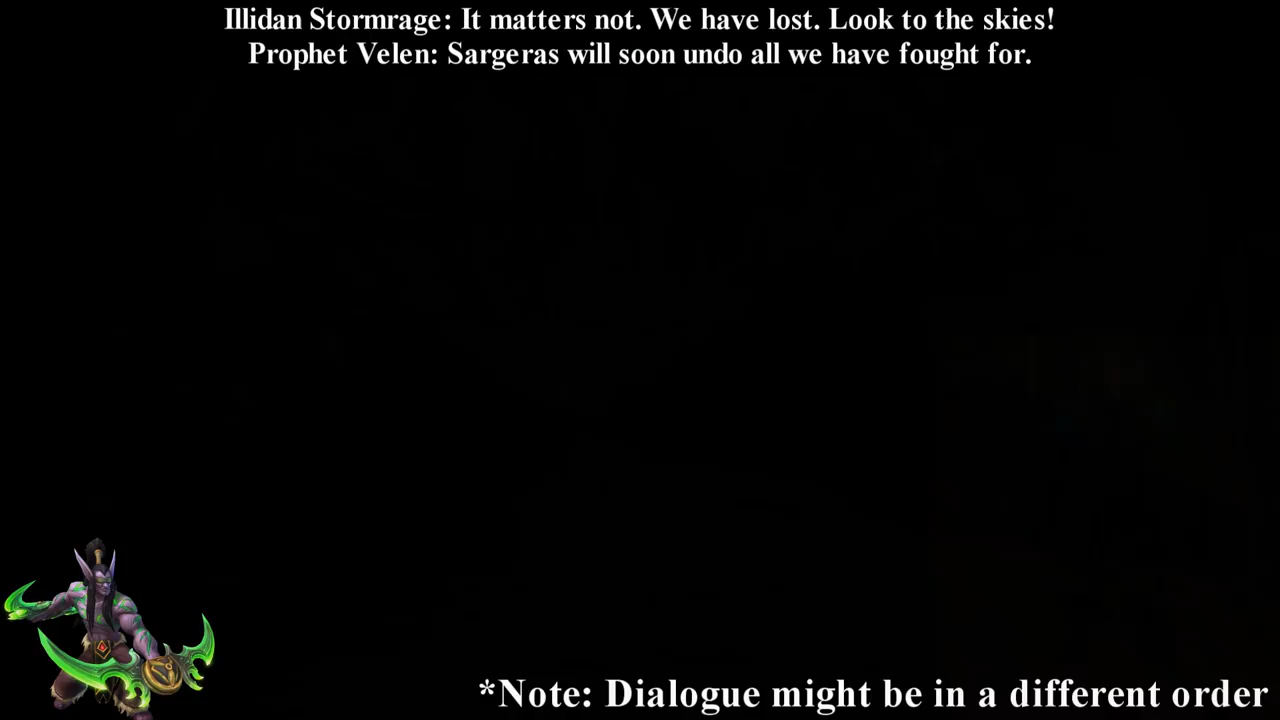 Illidan Stormrage: It matters not. We have lost. Look to the skies!
Prophet Velen: Sargeras will soon undo all we have fought for.
*Note: Dialogue might be in a different order